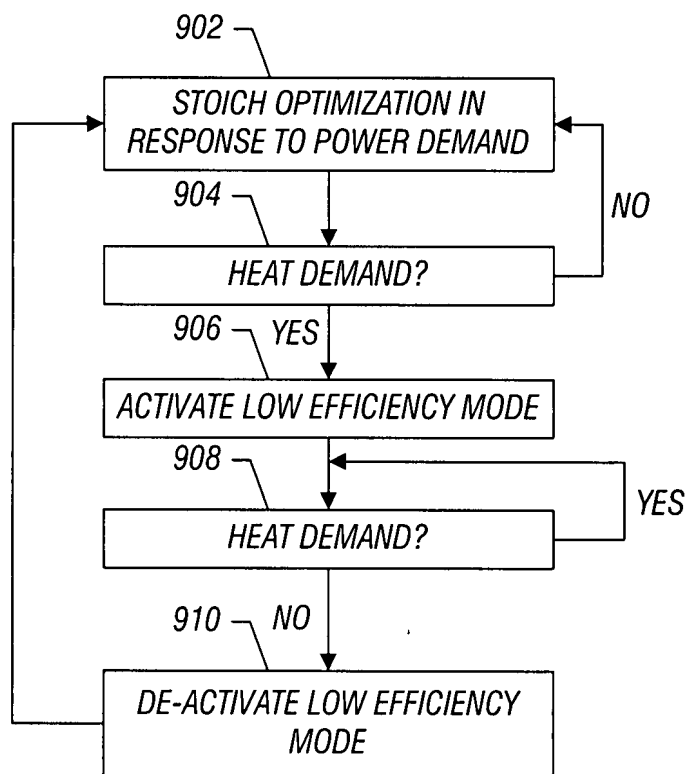 902
STOICH OPTIMIZATION IN
RESPONSE TO POWER DEMAND
904
NO
HEAT DEMAND?
906
YES
ACTIVATE LOW EFFICIENCY MODE
908
YES
HEAT DEMAND?
910
NO
DE-ACTIVATE LOW EFFICIENCY
MODE